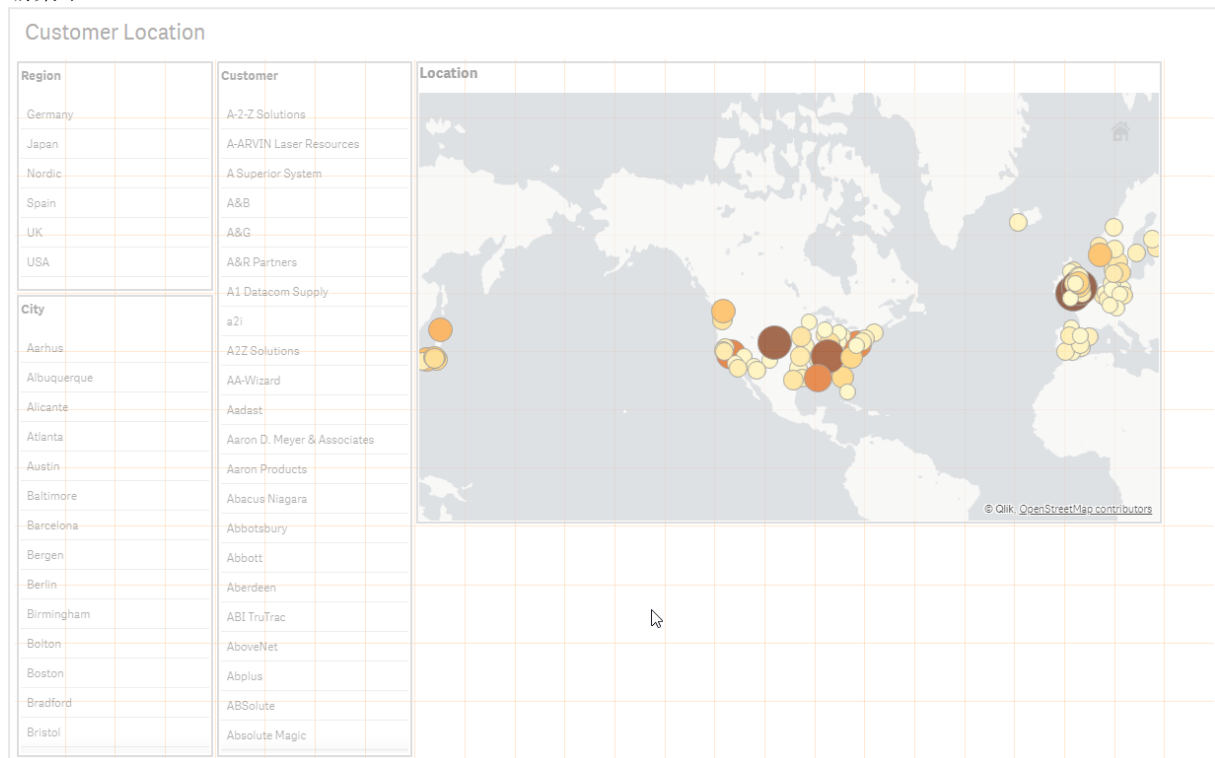 Customer Location
Region
Germany
Japan
Nordic
Spain
UK
USA
City
Aarhus
Albuquerque
Alicante
Atlanta
Austin
Baltimore
Barcelona
Bergen
Berlin
Birmingham
Bolton
Boston
Bradford
Bristol
Customer
A-2-Z Solutions
A-ARVIN Laser Resources
A Superior System
A&B
A&G
A&R Partners
A1 Datacom Supply
a2i
A2Z Solutions
AA-Wizard
Aadast
Aaron D. Meyer & Associates
Aaron Products
Abacus Niagara
Abbotsbury
Abbott
Aberdeen
ABI TruTrac
AboveNet
Abplus
ABSolute
Absolute Magic
Location
© Qlik, OpenStreetMap contributors